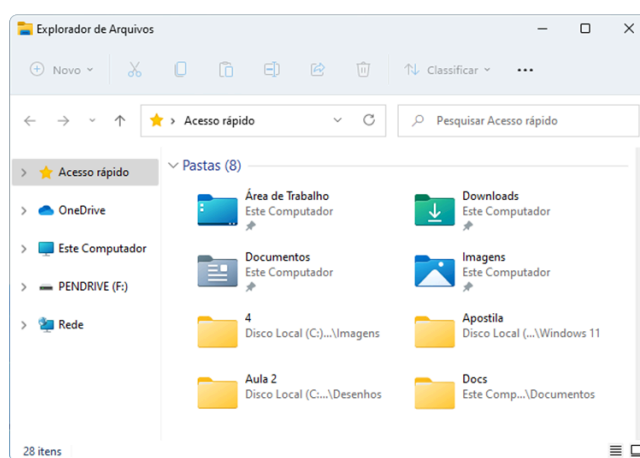 Explorador de Arquivos
Novo
Classificar
Acesso rápido
Pesquisar Acesso rápido
Acesso rápido
OneDrive
Este Computador
PENDRIVE (F:)
Rede
Pastas (8)
Área de Trabalho
Este Computador
Downloads
Este Computador
Documentos
Este Computador
Imagens
Este Computador
4
Disco Local (C:)...\Imagens
Apostila
Disco Local (...\Windows 11
Aula 2
Disco Local (C:...\Desenhos
Docs
Este Comp...\Documentos
28 itens